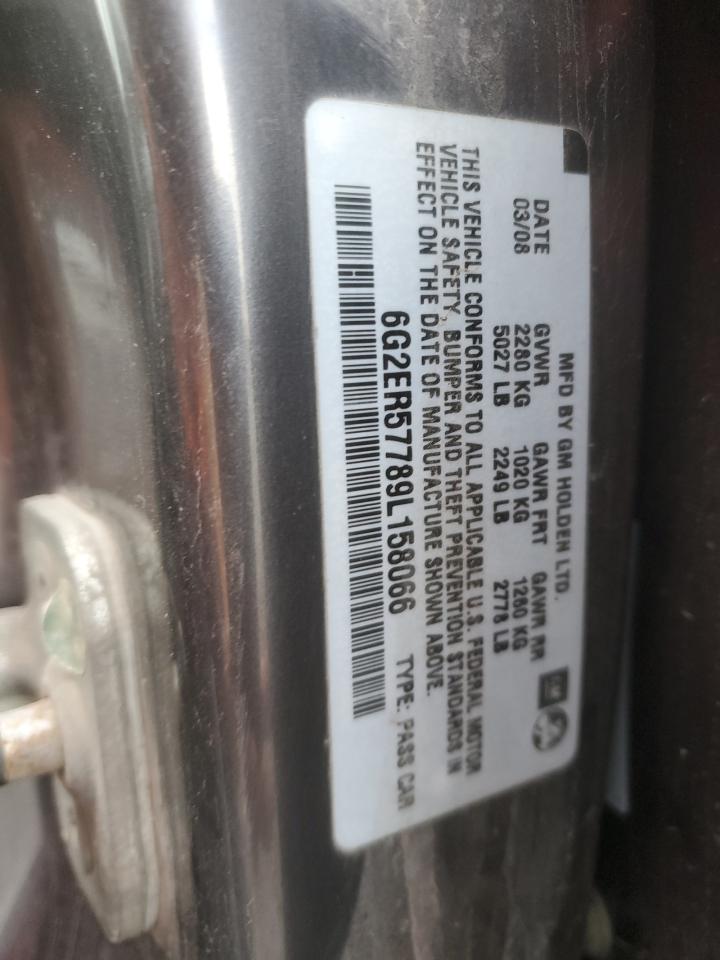 MFD BY GM HOLDEN LTD.
DATE GVWR GAWR FRT GAWR RR
03/08 2280 KG 1020 KG 1260 KG
5027 LB 2249 LB 2778 LB
THIS VEHICLE CONFORMS TO ALL APPLICABLE U.S. FEDERAL MOTOR
VEHICLE SAFETY, BUMPER AND THEFT PREVENTION STANDARDS IN
EFFECT ON THE DATE OF MANUFACTURE SHOWN ABOVE.
6G2ER57789L158066 TYPE: PASS CAR
GM